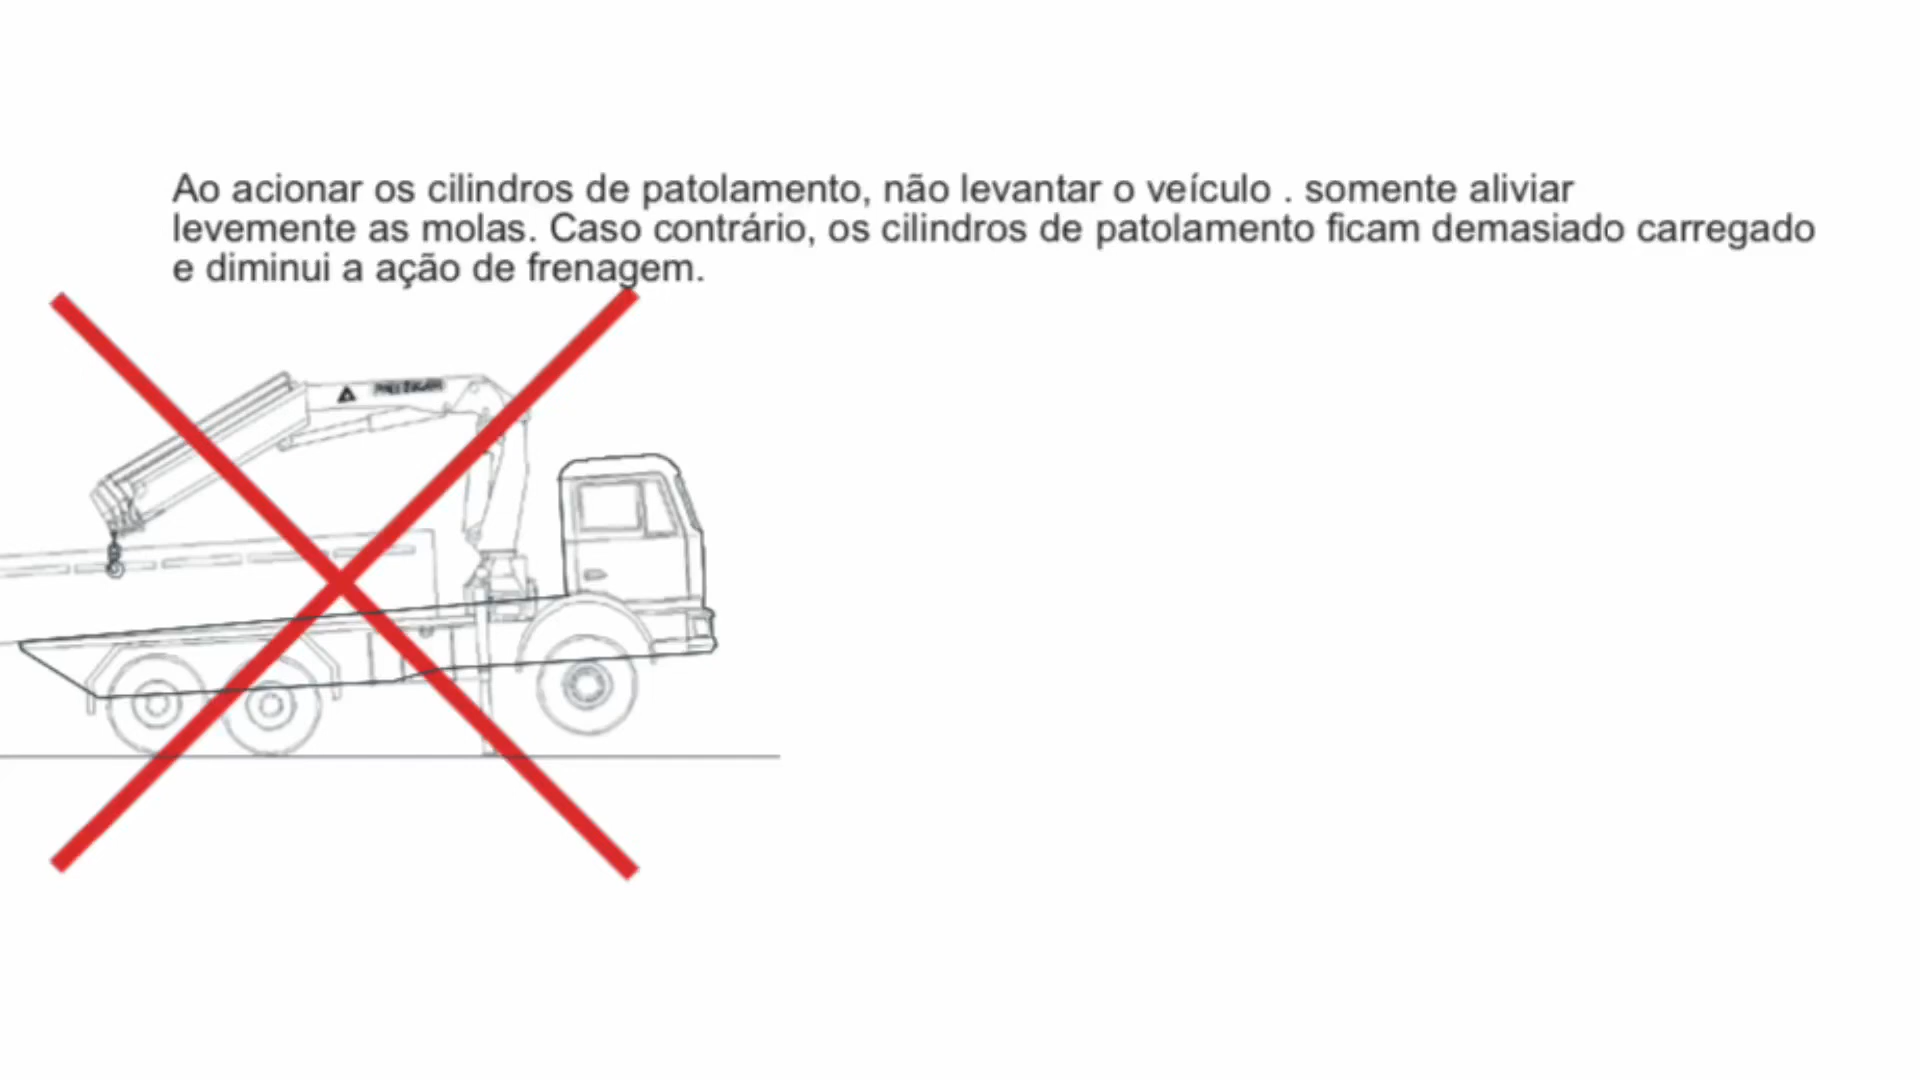 Ao acionar os cilindros de patolamento, não levantar o veículo . somente aliviar
levemente as molas. Caso contrário, os cilindros de patolamento ficam demasiado carregado
e diminui a ação de frenagem.